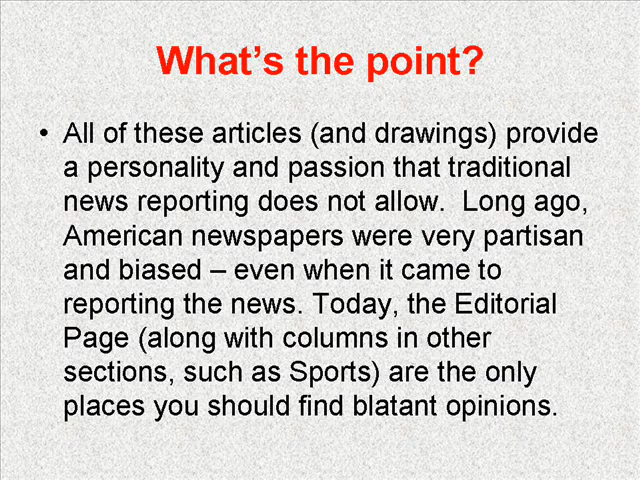 What's the point?
• All of these articles (and drawings) provide
a personality and passion that traditional
news reporting does not allow.  Long ago,
American newspapers were very partisan
and biased – even when it came to
reporting the news. Today, the Editorial
Page (along with columns in other
sections, such as Sports) are the only
places you should find blatant opinions.